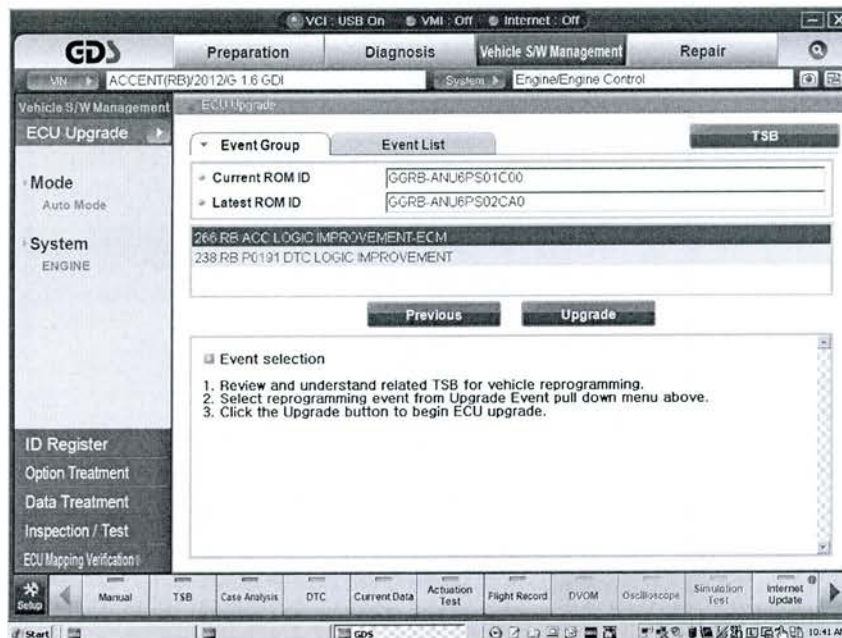 VCI : USB On VMI : Off Internet : Off
GDS Preparation Diagnosis Vehicle S/W Management Repair
VIN ACCENT(RB)/2012/G 1.6 GDI System Engine/Engine Control
Vehicle S/W Management
ECU Upgrade
ECU Upgrade
Mode
Auto Mode
System
ENGINE
Event Group Event List TSB
Current ROM ID GGRB-ANU6PS01C00
Latest ROM ID GGRB-ANU6PS02CA0
266.RB ACC LOGIC IMPROVEMENT-ECM
238.RB P0191 DTC LOGIC IMPROVEMENT
Previous Upgrade
Event selection
1. Review and understand related TSB for vehicle reprogramming.
2. Select reprogramming event from Upgrade Event pull down menu above.
3. Click the Upgrade button to begin ECU upgrade.
ID Register
Option Treatment
Data Treatment
Inspection / Test
ECU Mapping Verification
Setup Manual TSB Case Analysis DTC Current Data Actuation Test Flight Record DVOM Oscilloscope Simulation Test Internet Update
Start GDS 10:41 AM